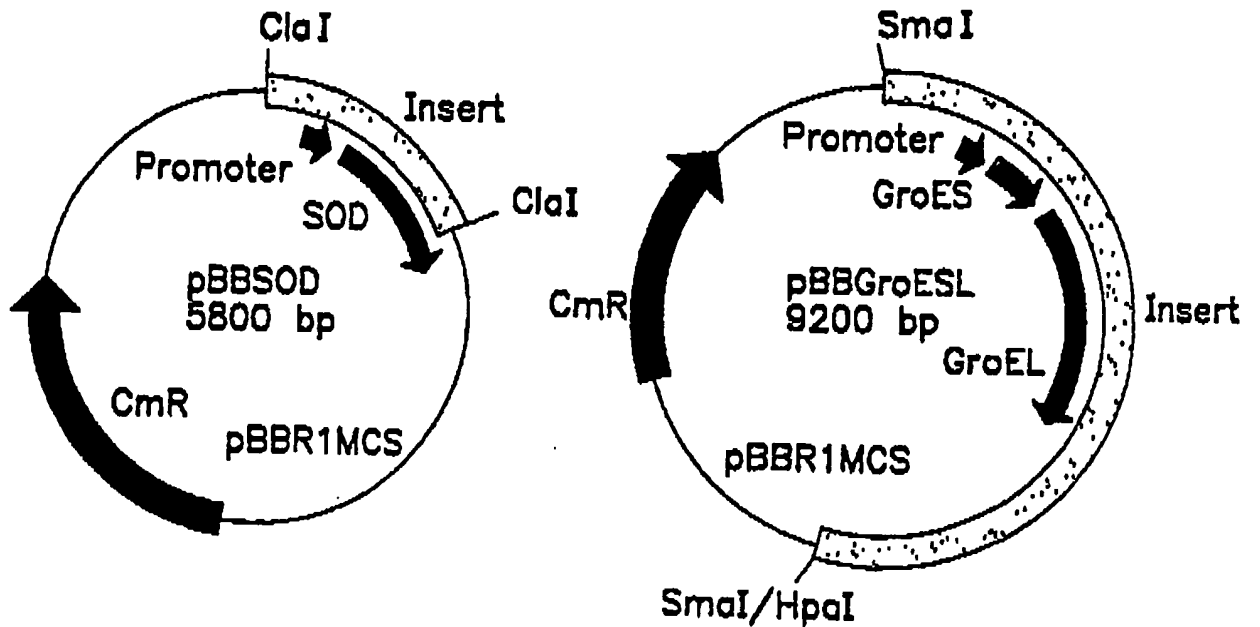 ClaI
Insert
Promoter
SOD
ClaI
pBBSOD
5800 bp
CmR
pBBR1MCS
SmaI
Promoter
GroES
CmR
pBBGroESL
9200 bp
Insert
GroEL
pBBR1MCS
SmaI/HpaI